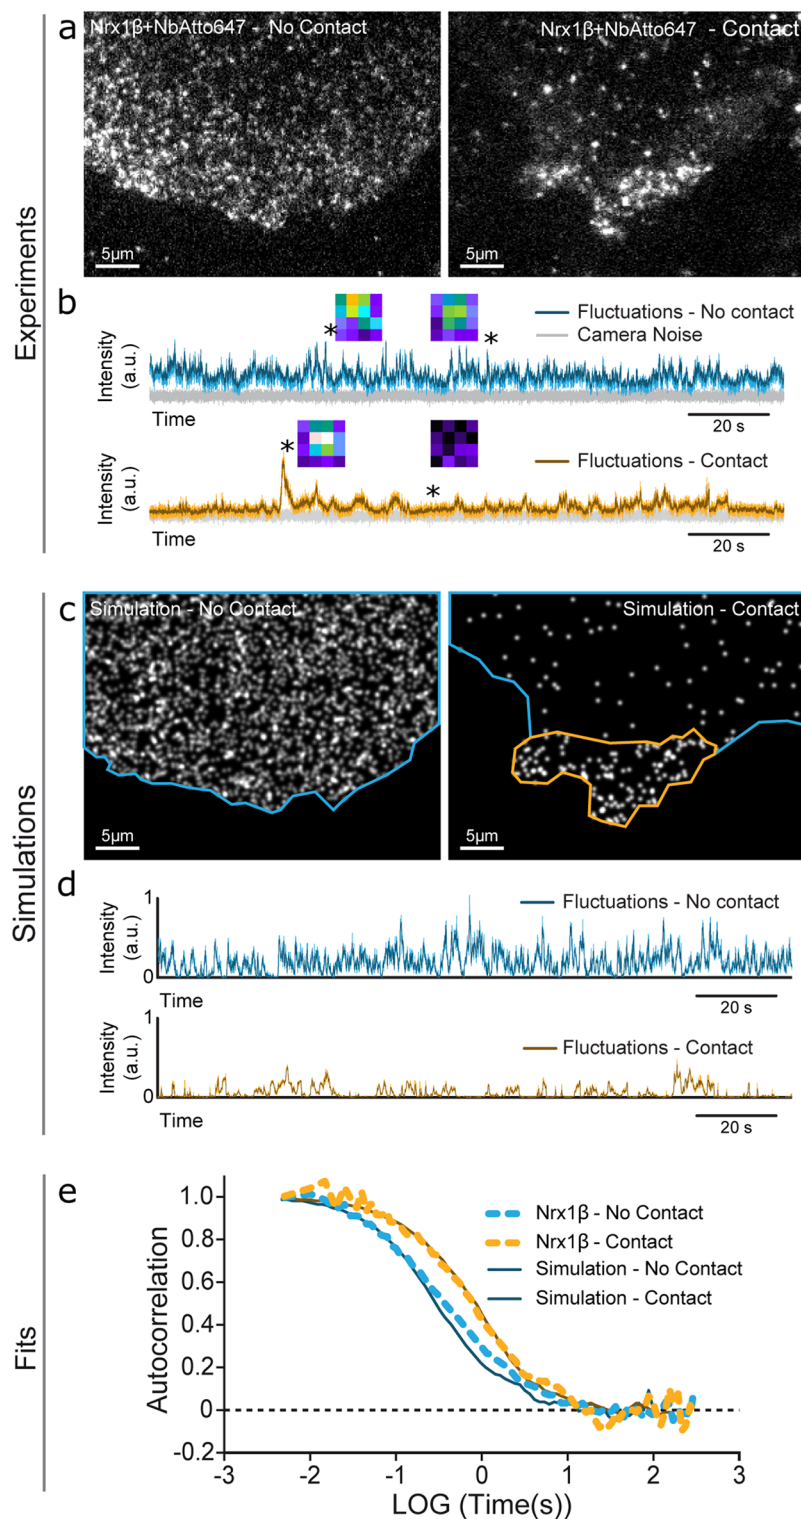 Experiments
a
Nrx1β+NbAtto647 - No Contact
Nrx1β+NbAtto647 - Contact
5µm
5µm
b
Fluctuations - No contact
Camera Noise
Intensity
(a.u.)
*
*
Time
20 s
Fluctuations - Contact
Intensity
(a.u.)
*
*
Time
20 s
Simulations
c
Simulation - No Contact
Simulation - Contact
5µm
5µm
d
Fluctuations - No contact
Intensity
(a.u.)
1
0
Time
20 s
Fluctuations - Contact
Intensity
(a.u.)
1
0
Time
20 s
Fits
e
Autocorrelation
1.0
0.8
0.6
0.4
0.2
0
-0.2
Nrx1β - No Contact
Nrx1β - Contact
Simulation - No Contact
Simulation - Contact
-3 -2 -1 0 1 2 3
LOG (Time(s))